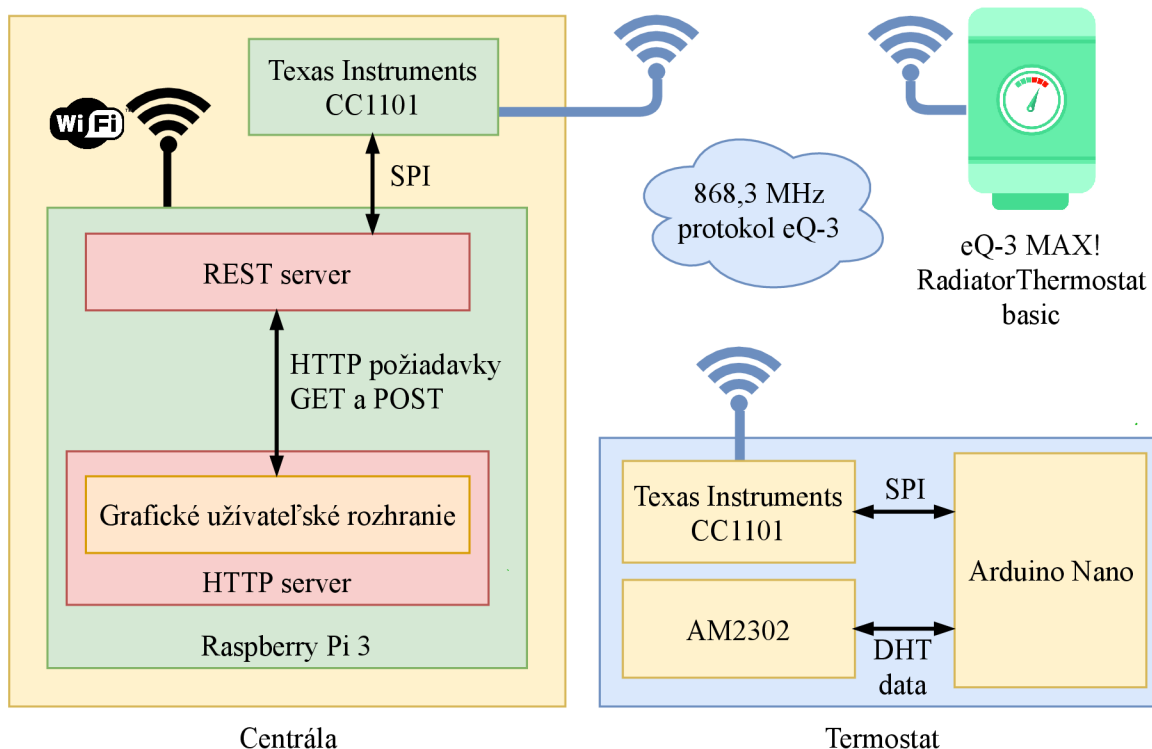 Texas Instruments
CC1101
WiFi
SPI
REST server
HTTP požiadavky
GET a POST
Grafické užívateľské rozhranie
HTTP server
Raspberry Pi 3
Centrála
868,3 MHz
protokol eQ-3
eQ-3 MAX!
RadiatorThermostat
basic
Texas Instruments
CC1101
SPI
Arduino Nano
AM2302
DHT
data
Termostat